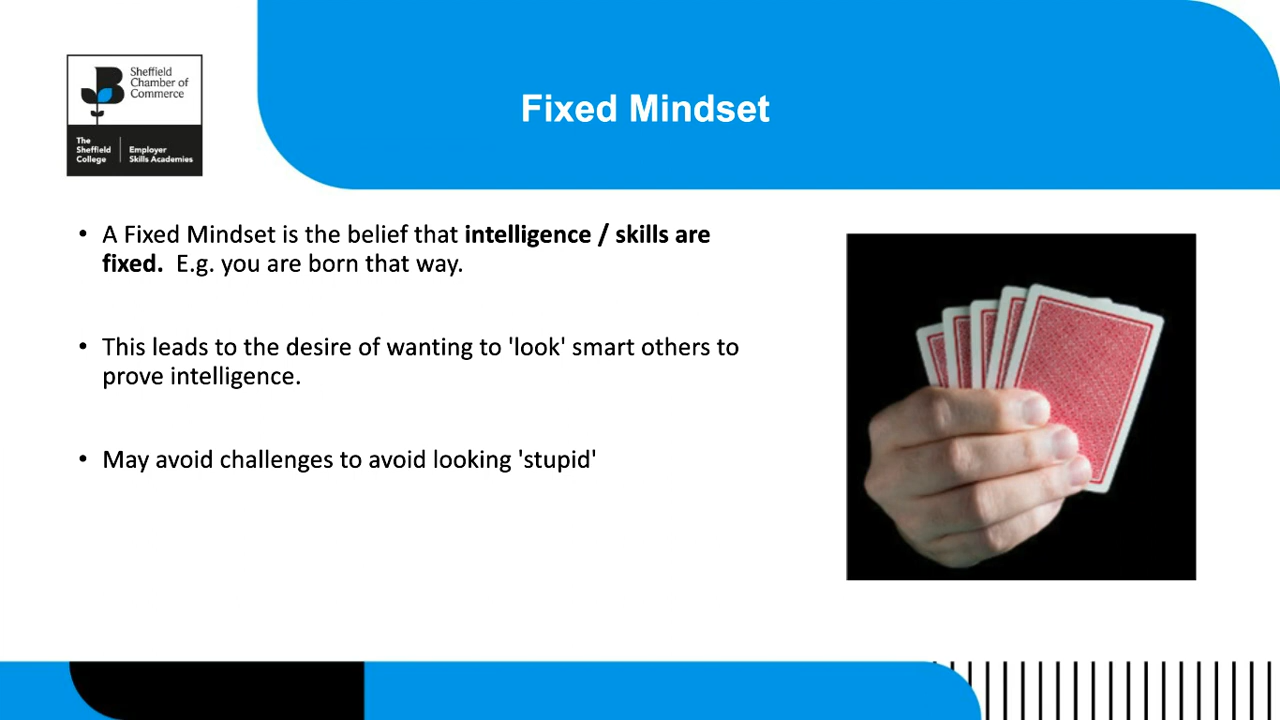 Sheffield
Chamber of
Commerce
The
Sheffield
College
Employer
Skills Academies
Fixed Mindset
• A Fixed Mindset is the belief that intelligence / skills are
fixed. E.g. you are born that way.
• This leads to the desire of wanting to 'look' smart others to
prove intelligence.
• May avoid challenges to avoid looking 'stupid'